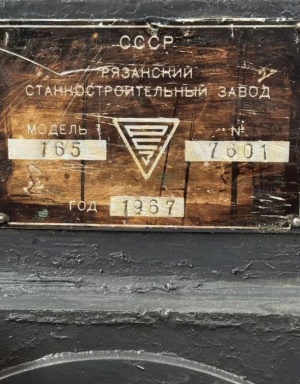 СССР
РЯЗАНСКИЙ
СТАНКОСТРОИТЕЛЬНЫЙ ЗАВОД
МОДЕЛЬ №
165 7601
ГОД 1967